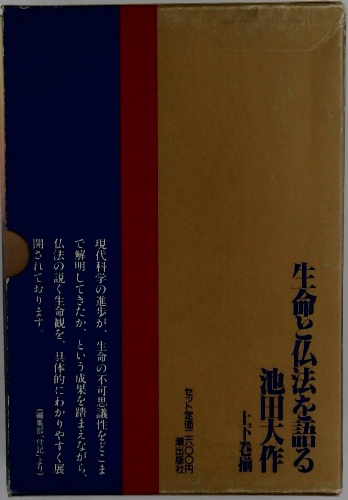 生命と仏法を語る
池田大作
上下巻揃
セット定価二六〇〇円
潮出版社
現代科学の進歩が、生命の不可思議性をどこま
で解明してきたか、という成果を踏まえながら、
仏法の説く生命観を、具体的にわかりやすく展
開されております。
（編集部「付記」より）